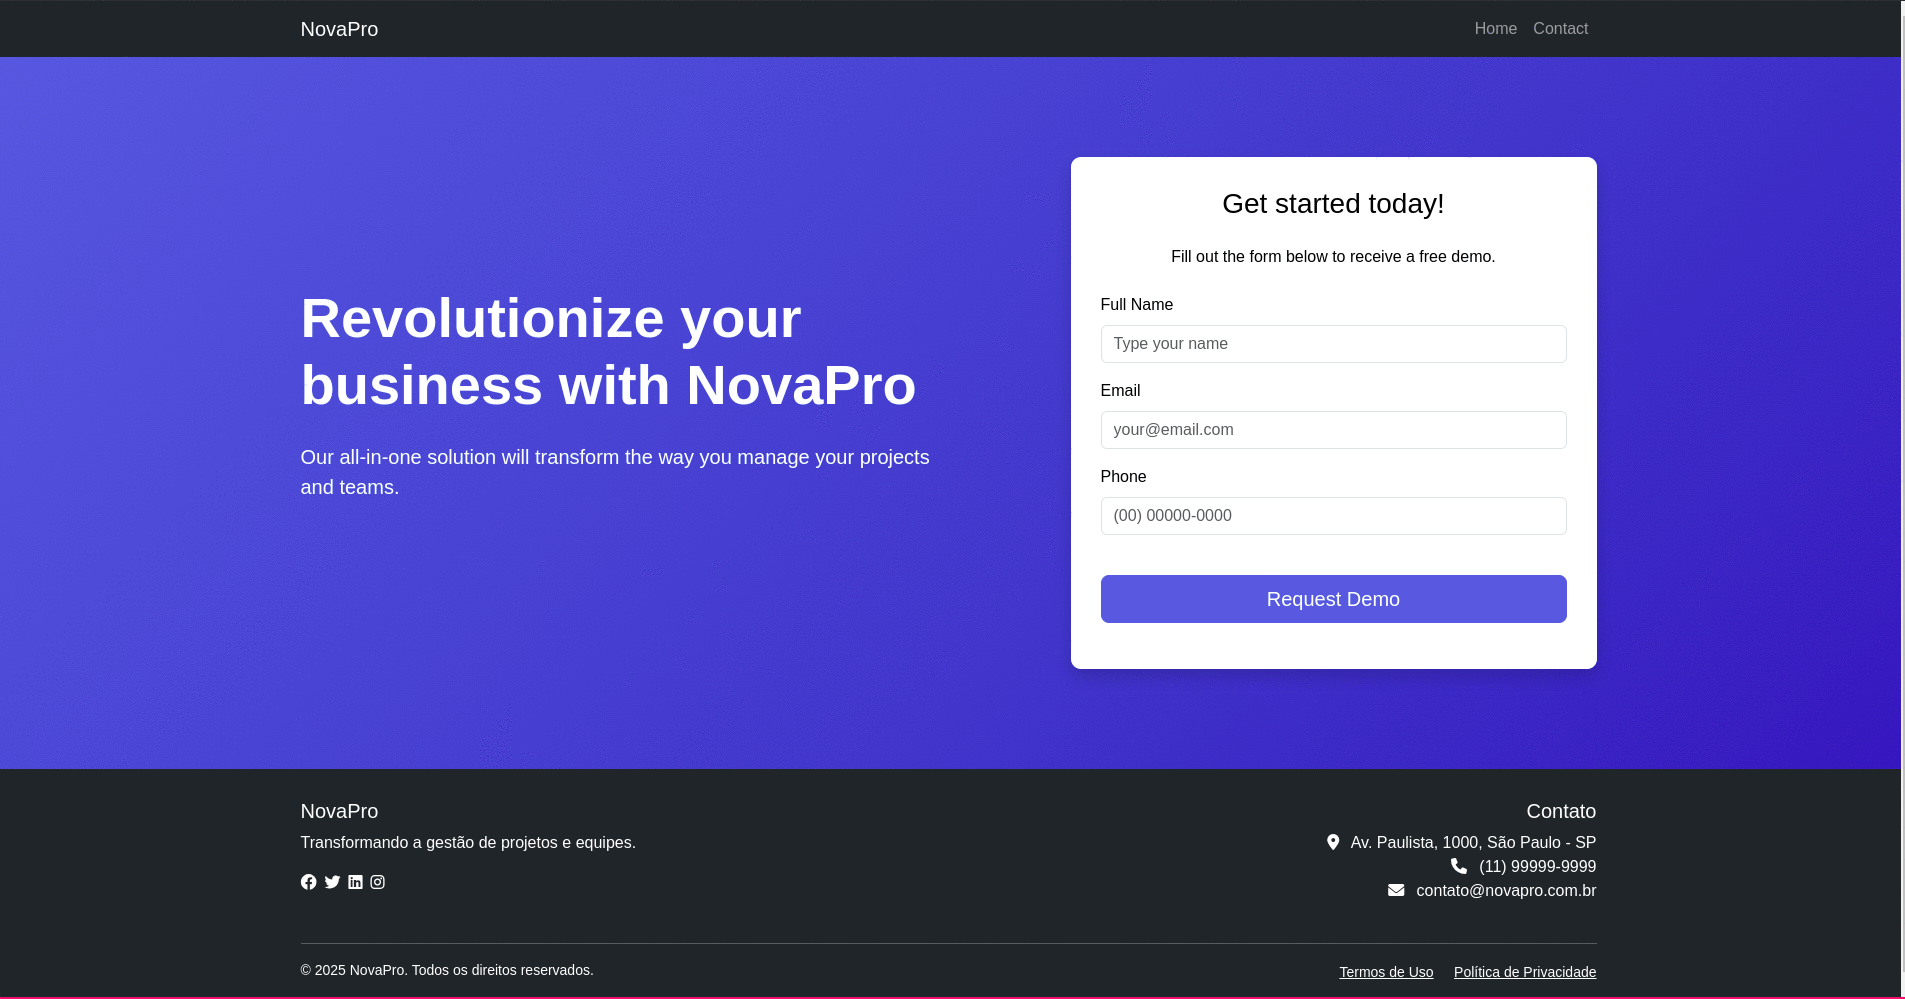 NovaPro
Home Contact
Revolutionize your
business with NovaPro
Our all-in-one solution will transform the way you manage your projects
and teams.
Get started today!
Fill out the form below to receive a free demo.
Full Name
Type your name
Email
your@email.com
Phone
(00) 00000-0000
Request Demo
NovaPro
Transformando a gestão de projetos e equipes.
Contato
Av. Paulista, 1000, São Paulo - SP
(11) 99999-9999
contato@novapro.com.br
© 2025 NovaPro. Todos os direitos reservados.
Termos de Uso Política de Privacidade